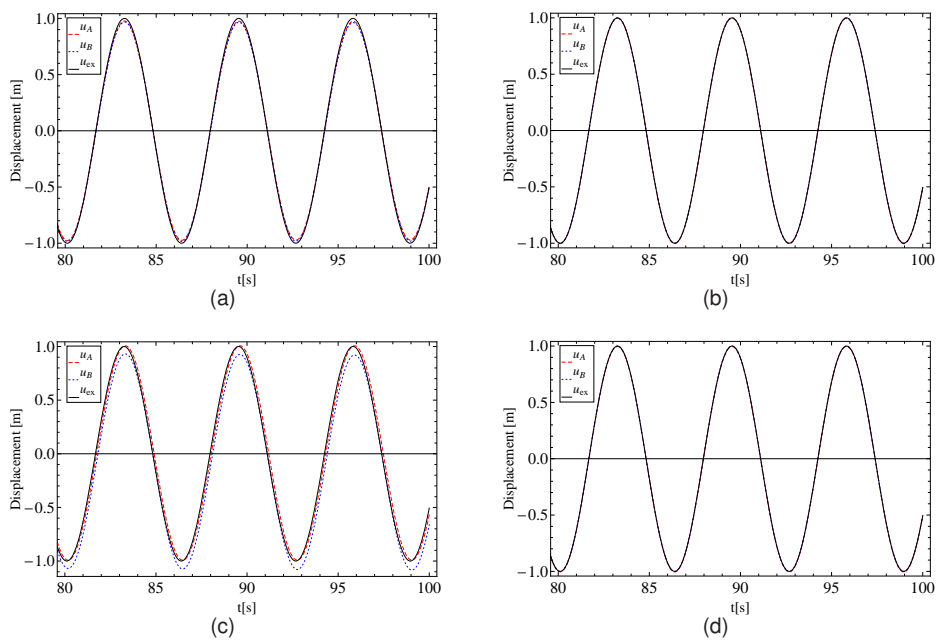 u_A
u_B
u_ex
Displacement [m]
1.0
0.5
0.0
−0.5
−1.0
80 85 90 95 100
t[s]
(a)
u_A
u_B
u_ex
Displacement [m]
1.0
0.5
0.0
−0.5
−1.0
80 85 90 95 100
t[s]
(b)
u_A
u_B
u_ex
Displacement [m]
1.0
0.5
0.0
−0.5
−1.0
80 85 90 95 100
t[s]
(c)
u_A
u_B
u_ex
Displacement [m]
1.0
0.5
0.0
−0.5
−1.0
80 85 90 95 100
t[s]
(d)